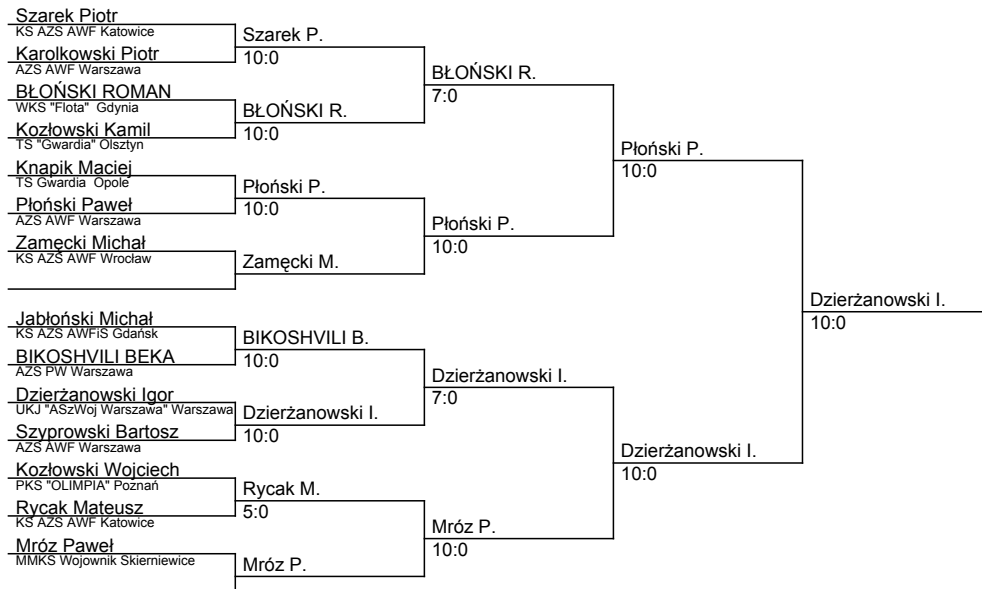 Szarek Piotr
KS AZS AWF Katowice
Karolkowski Piotr
AZS AWF Warszawa
BŁOŃSKI ROMAN
WKS "Flota" Gdynia
Kozłowski Kamil
TS "Gwardia" Olsztyn
Knapik Maciej
TS Gwardia Opole
Płoński Paweł
AZS AWF Warszawa
Zamęcki Michał
KS AZS AWF Wrocław
Jabłoński Michał
KS AZS AWFiS Gdańsk
BIKOSHVILI BEKA
AZS PW Warszawa
Dzierżanowski Igor
UKJ "ASzWoj Warszawa" Warszawa
Szyprowski Bartosz
AZS AWF Warszawa
Kozłowski Wojciech
PKS "OLIMPIA" Poznań
Rycak Mateusz
KS AZS AWF Katowice
Mróz Paweł
MMKS Wojownik Skierniewice
Szarek P.
10:0
BŁOŃSKI R.
10:0
Płoński P.
10:0
Zamęcki M.
BIKOSHVILI B.
10:0
Dzierżanowski I.
10:0
Rycak M.
5:0
Mróz P.
BŁOŃSKI R.
7:0
Płoński P.
10:0
Dzierżanowski I.
7:0
Mróz P.
10:0
Płoński P.
10:0
Dzierżanowski I.
10:0
Dzierżanowski I.
10:0